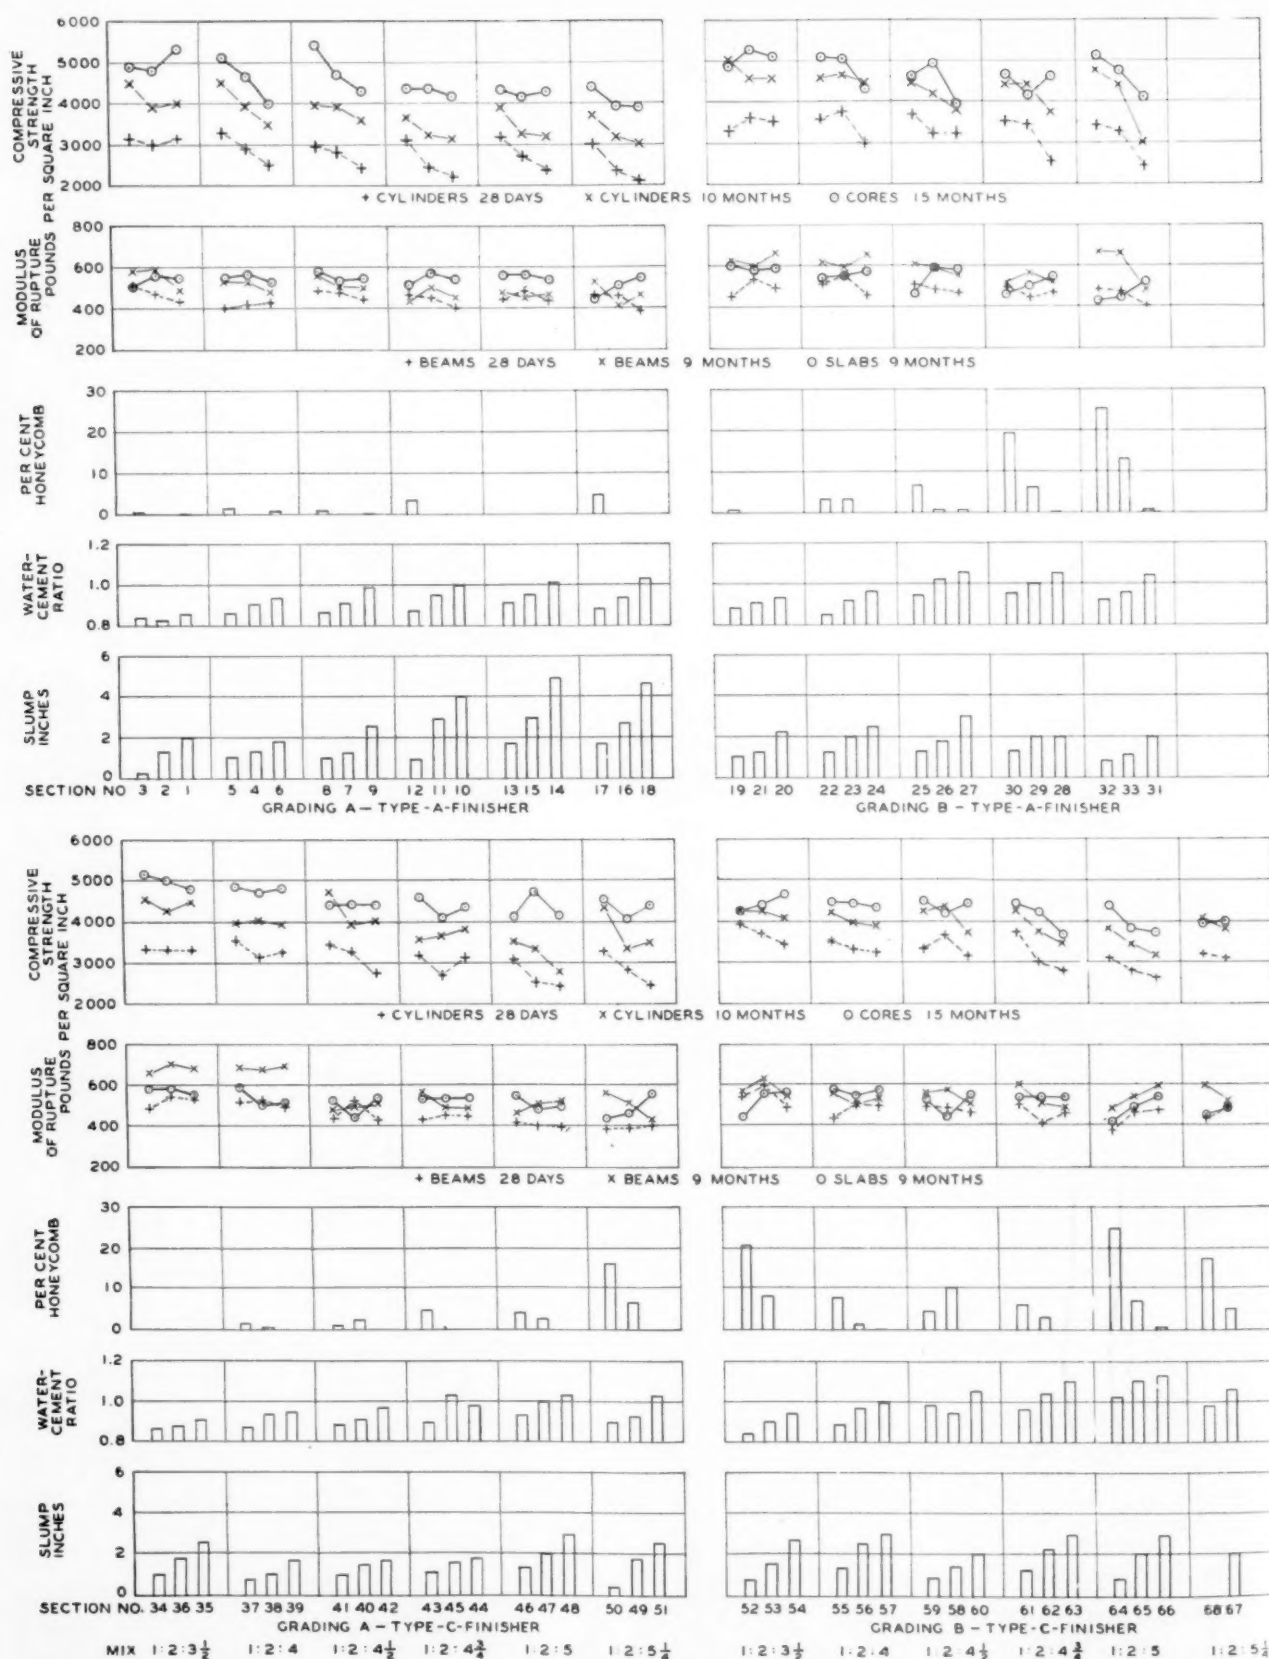 COMPRESSIVE
STRENGTH
POUNDS PER SQUARE INCH
6000
5000
4000
3000
2000
+ CYLINDERS 28 DAYS × CYLINDERS 10 MONTHS O CORES 15 MONTHS
MODULUS
OF RUPTURE
800
600
400
200
+ BEAMS 28 DAYS × BEAMS 9 MONTHS O SLABS 9 MONTHS
PER CENT
HONEYCOMB
30
20
10
0
WATER-
CEMENT
RATIO
1.2
1.0
0.8
SLUMP
INCHES
6
4
2
0
SECTION NO 3 2 1 5 4 6 8 7 9 12 11 10 13 15 14 17 16 18 19 21 20 22 23 24 25 26 27 30 29 28 32 33 31
GRADING A — TYPE-A-FINISHER GRADING B - TYPE-A-FINISHER
COMPRESSIVE
STRENGTH
POUNDS PER SQUARE INCH
6000
5000
4000
3000
2000
+ CYLINDERS 28 DAYS × CYLINDERS 10 MONTHS O CORES 15 MONTHS
MODULUS
OF RUPTURE
800
600
400
200
+ BEAMS 28 DAYS × BEAMS 9 MONTHS O SLABS 9 MONTHS
PER CENT
HONEYCOMB
30
20
10
0
WATER-
CEMENT
RATIO
1.2
1.0
0.8
SLUMP
INCHES
6
4
2
0
SECTION NO. 34 36 35 37 38 39 41 40 42 43 45 44 46 47 48 50 49 51 52 53 54 55 56 57 59 58 60 61 62 63 64 65 66 68 67
GRADING A — TYPE-C-FINISHER GRADING B - TYPE-C-FINISHER
MIX 1:2:3½ 1:2:4 1:2:4½ 1:2:4¾ 1:2:5 1:2:5¼ 1:2:3½ 1:2:4 1:2:4½ 1:2:4¾ 1:2:5 1:2:5¼